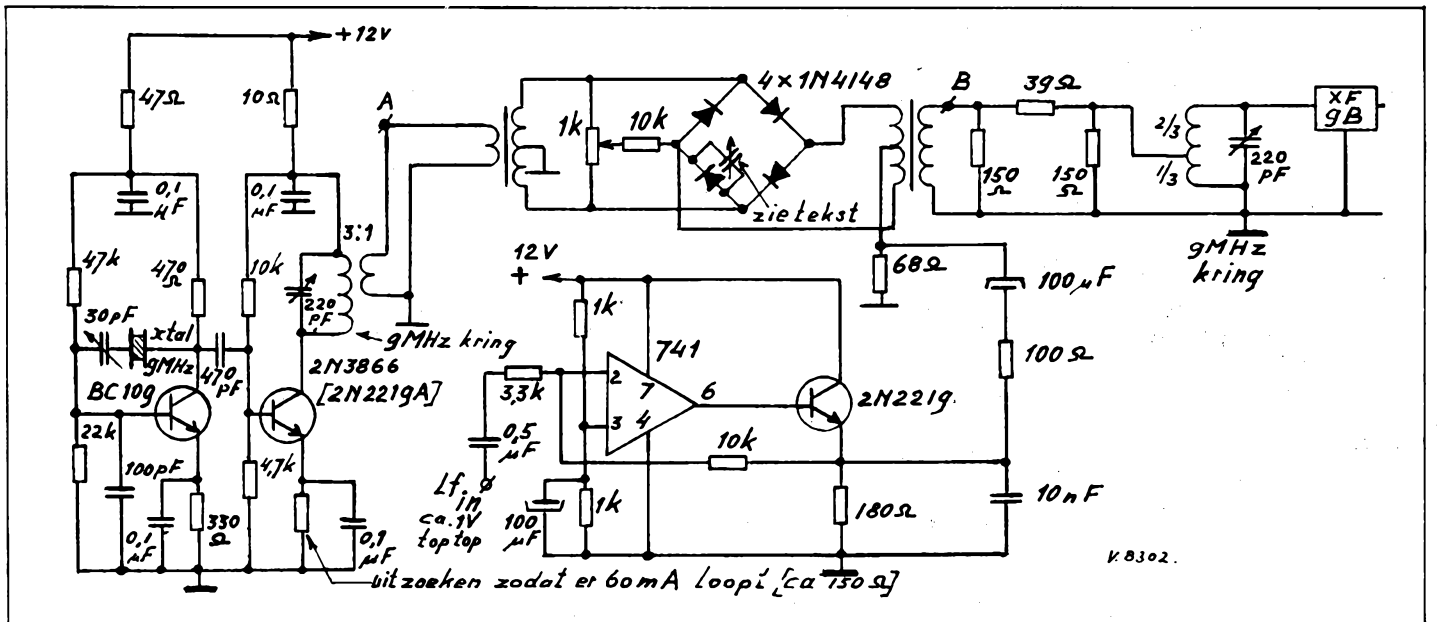 +12V
47Ω
10Ω
A
4 x 1N4148
B
39Ω
XF
9B
1k
10k
2/3
1/3
220
pF
150
Ω
150
Ω
0,1
μF
0,1
μF
3:1
zie tekst
9MHz
kring
47k
470
Ω
10k
220
pF
12V
+
68Ω
100μF
30pF
xtal
9MHz
470
pF
9MHz kring
1k
741
BC109
2N3866
[2N2219A]
3,3k
2
7
6
3
4
2N2219.
100Ω
22k
100pF
4,7k
0,5
μF
10k
Lf.
in
ca. 1V
toptop
100
μF
1k
180Ω
10nF
0,1
μF
330
Ω
0,1
μF
V.8302.
uitzoeken zodat er 60mA loopt [ca 150Ω]